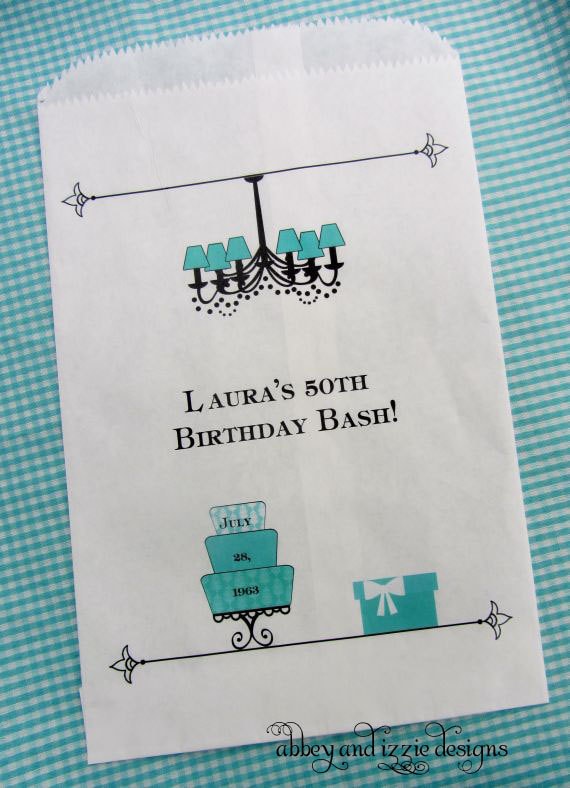 Laura's 50th
Birthday Bash!
July
28,
1963
abbey and izzie designs